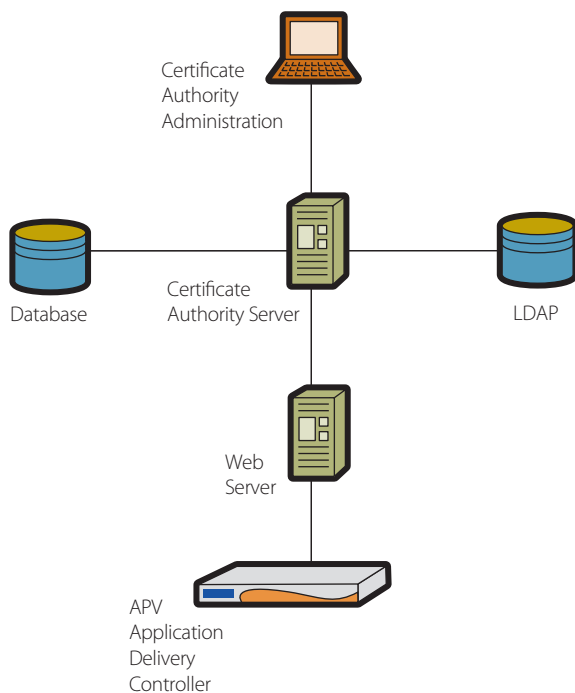 Certificate
Authority
Administration
Database
Certificate
Authority Server
LDAP
Web
Server
APV
Application
Delivery
Controller